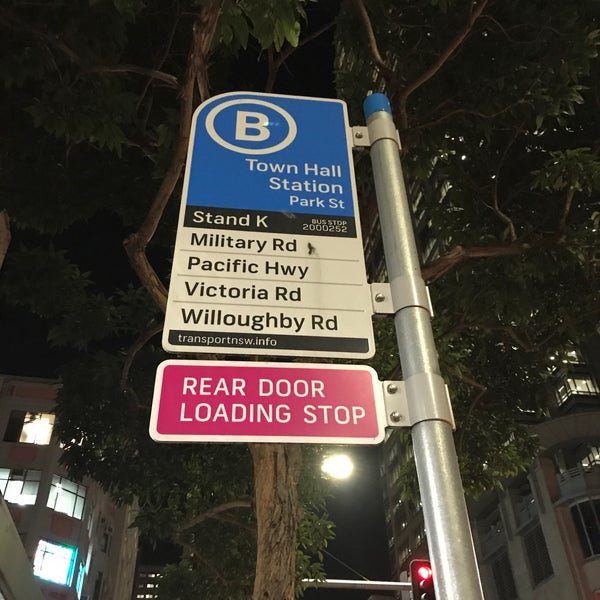 B
Town Hall
Station
Park St
Stand K
BUS STOP
2000252
Military Rd
Pacific Hwy
Victoria Rd
Willoughby Rd
transportnsw.info
REAR DOOR
LOADING STOP